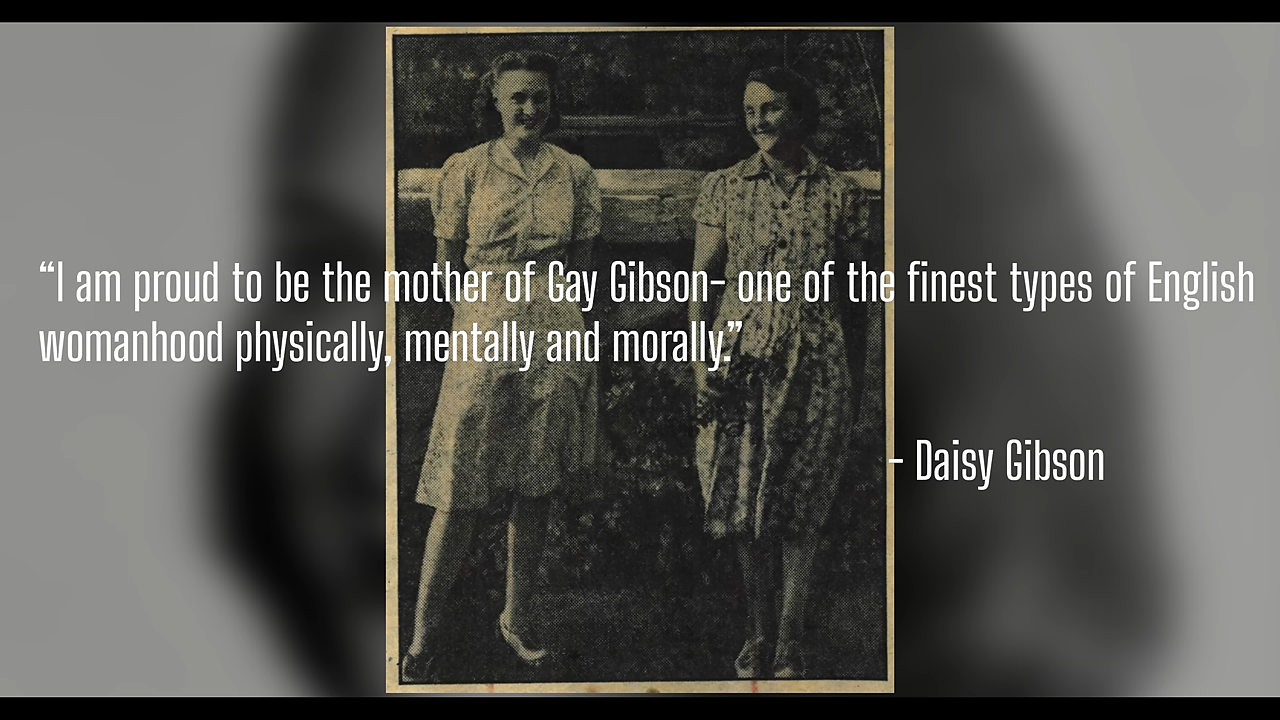 “I am proud to be the mother of Gay Gibson- one of the finest types of English
womanhood physically, mentally and morally.”
- Daisy Gibson